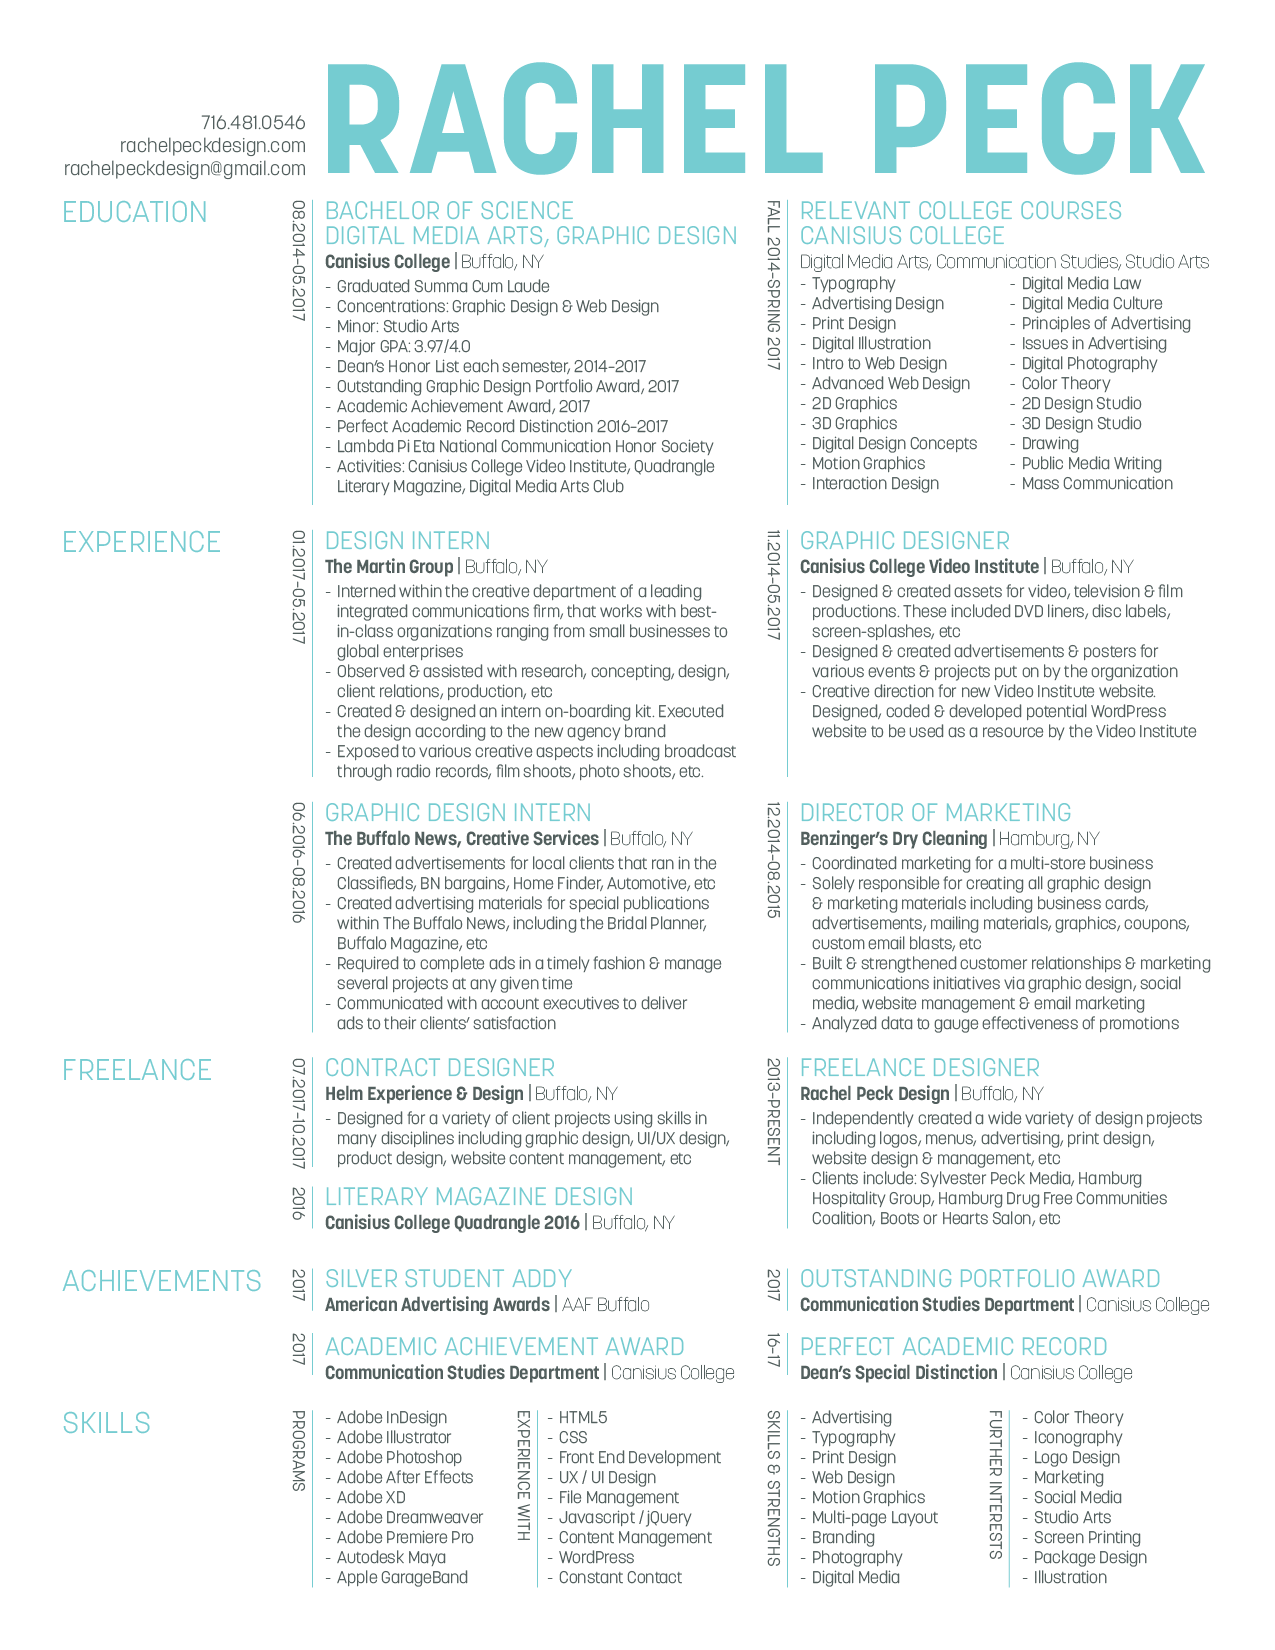 RACHEL PECK
716.481.0546
rachelpeckdesign.com
rachelpeckdesign@gmail.com
EDUCATION
08.2014-05.2017
BACHELOR OF SCIENCE
DIGITAL MEDIA ARTS, GRAPHIC DESIGN
Canisius College | Buffalo, NY
- Graduated Summa Cum Laude
- Concentrations: Graphic Design & Web Design
- Minor: Studio Arts
- Major GPA: 3.97/4.0
- Dean's Honor List each semester, 2014-2017
- Outstanding Graphic Design Portfolio Award, 2017
- Academic Achievement Award, 2017
- Perfect Academic Record Distinction 2016-2017
- Lambda Pi Eta National Communication Honor Society
- Activities: Canisius College Video Institute, Quadrangle
Literary Magazine, Digital Media Arts Club
FALL 2014-SPRING 2017
RELEVANT COLLEGE COURSES
CANISIUS COLLEGE
Digital Media Arts, Communication Studies, Studio Arts
- Typography
- Advertising Design
- Print Design
- Digital Illustration
- Intro to Web Design
- Advanced Web Design
- 2D Graphics
- 3D Graphics
- Digital Design Concepts
- Motion Graphics
- Interaction Design
- Digital Media Law
- Digital Media Culture
- Principles of Advertising
- Issues in Advertising
- Digital Photography
- Color Theory
- 2D Design Studio
- 3D Design Studio
- Drawing
- Public Media Writing
- Mass Communication
EXPERIENCE
01.2017-05.2017
DESIGN INTERN
The Martin Group | Buffalo, NY
- Interned within the creative department of a leading
integrated communications firm, that works with best-
in-class organizations ranging from small businesses to
global enterprises
- Observed & assisted with research, concepting, design,
client relations, production, etc
- Created & designed an intern on-boarding kit. Executed
the design according to the new agency brand
- Exposed to various creative aspects including broadcast
through radio records, film shoots, photo shoots, etc.
11.2014-05.2017
GRAPHIC DESIGNER
Canisius College Video Institute | Buffalo, NY
- Designed & created assets for video, television & film
productions. These included DVD liners, disc labels,
screen-splashes, etc
- Designed & created advertisements & posters for
various events & projects put on by the organization
- Creative direction for new Video Institute website.
Designed, coded & developed potential WordPress
website to be used as a resource by the Video Institute
06.2016-08.2016
GRAPHIC DESIGN INTERN
The Buffalo News, Creative Services | Buffalo, NY
- Created advertisements for local clients that ran in the
Classifieds, BN bargains, Home Finder, Automotive, etc
- Created advertising materials for special publications
within The Buffalo News, including the Bridal Planner,
Buffalo Magazine, etc
- Required to complete ads in a timely fashion & manage
several projects at any given time
- Communicated with account executives to deliver
ads to their clients' satisfaction
12.2014-08.2015
DIRECTOR OF MARKETING
Benzinger's Dry Cleaning | Hamburg, NY
- Coordinated marketing for a multi-store business
- Solely responsible for creating all graphic design
& marketing materials including business cards,
advertisements, mailing materials, graphics, coupons,
custom email blasts, etc
- Built & strengthened customer relationships & marketing
communications initiatives via graphic design, social
media, website management & email marketing
- Analyzed data to gauge effectiveness of promotions
FREELANCE
07.2017-10.2017
CONTRACT DESIGNER
Helm Experience & Design | Buffalo, NY
- Designed for a variety of client projects using skills in
many disciplines including graphic design, UI/UX design,
product design, website content management, etc
2016
LITERARY MAGAZINE DESIGN
Canisius College Quadrangle 2016 | Buffalo, NY
2013-PRESENT
FREELANCE DESIGNER
Rachel Peck Design | Buffalo, NY
- Independently created a wide variety of design projects
including logos, menus, advertising, print design,
website design & management, etc
- Clients include: Sylvester Peck Media, Hamburg
Hospitality Group, Hamburg Drug Free Communities
Coalition, Boots or Hearts Salon, etc
ACHIEVEMENTS
2017
SILVER STUDENT ADDY
American Advertising Awards | AAF Buffalo
2017
OUTSTANDING PORTFOLIO AWARD
Communication Studies Department | Canisius College
2017
ACADEMIC ACHIEVEMENT AWARD
Communication Studies Department | Canisius College
16-17
PERFECT ACADEMIC RECORD
Dean's Special Distinction | Canisius College
SKILLS
PROGRAMS
- Adobe InDesign
- Adobe Illustrator
- Adobe Photoshop
- Adobe After Effects
- Adobe XD
- Adobe Dreamweaver
- Adobe Premiere Pro
- Autodesk Maya
- Apple GarageBand
EXPERIENCE WITH
- HTML5
- CSS
- Front End Development
- UX / UI Design
- File Management
- Javascript / jQuery
- Content Management
- WordPress
- Constant Contact
SKILLS & STRENGTHS
- Advertising
- Typography
- Print Design
- Web Design
- Motion Graphics
- Multi-page Layout
- Branding
- Photography
- Digital Media
FURTHER INTERESTS
- Color Theory
- Iconography
- Logo Design
- Marketing
- Social Media
- Studio Arts
- Screen Printing
- Package Design
- Illustration